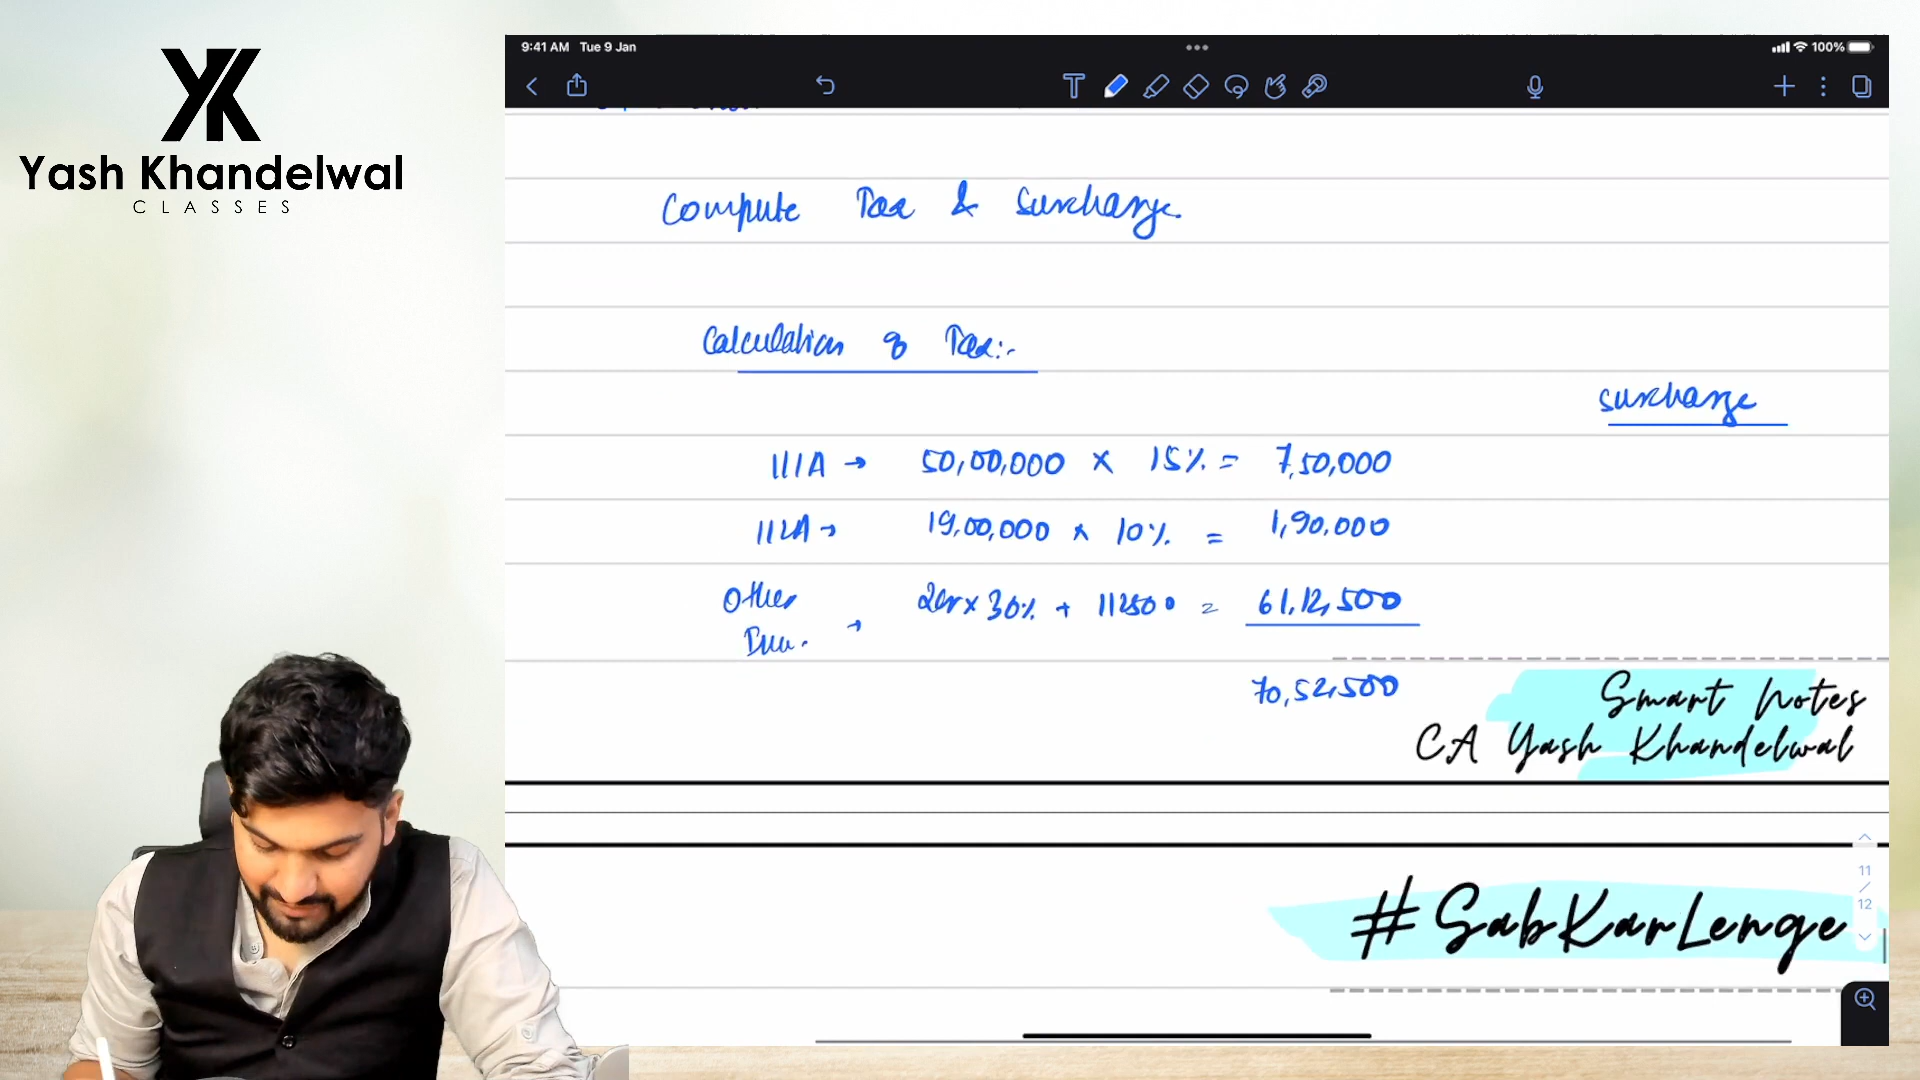 YK
Yash Khandelwal
CLASSES
9:41 AM Tue 9 Jan
100%
Compute Tax & Surcharge
Calculation of Tax:-
Surcharge
111A → 50,00,000 × 15% = 7,50,000
112A → 19,00,000 × 10% = 1,90,000
Other → 2cr × 30% + 112500 = 61,12,500
70,52,500
Smart Notes
CA Yash Khandelwal
11
/
12
#SabKarLenge